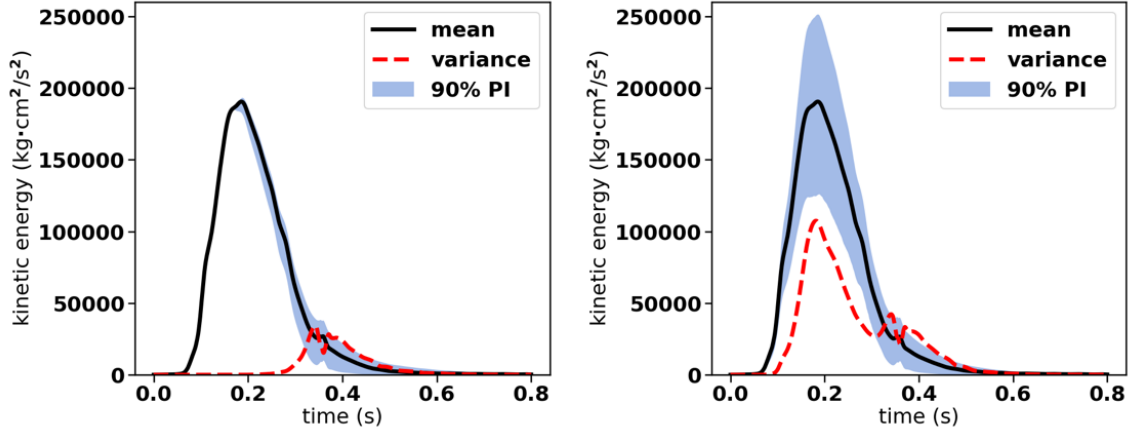 250000
200000
150000
100000
50000
0
kinetic energy (kg·cm²/s²)
0.0 0.2 0.4 0.6 0.8
time (s)
mean
variance
90% PI
250000
200000
150000
100000
50000
0
kinetic energy (kg·cm²/s²)
0.0 0.2 0.4 0.6 0.8
time (s)
mean
variance
90% PI